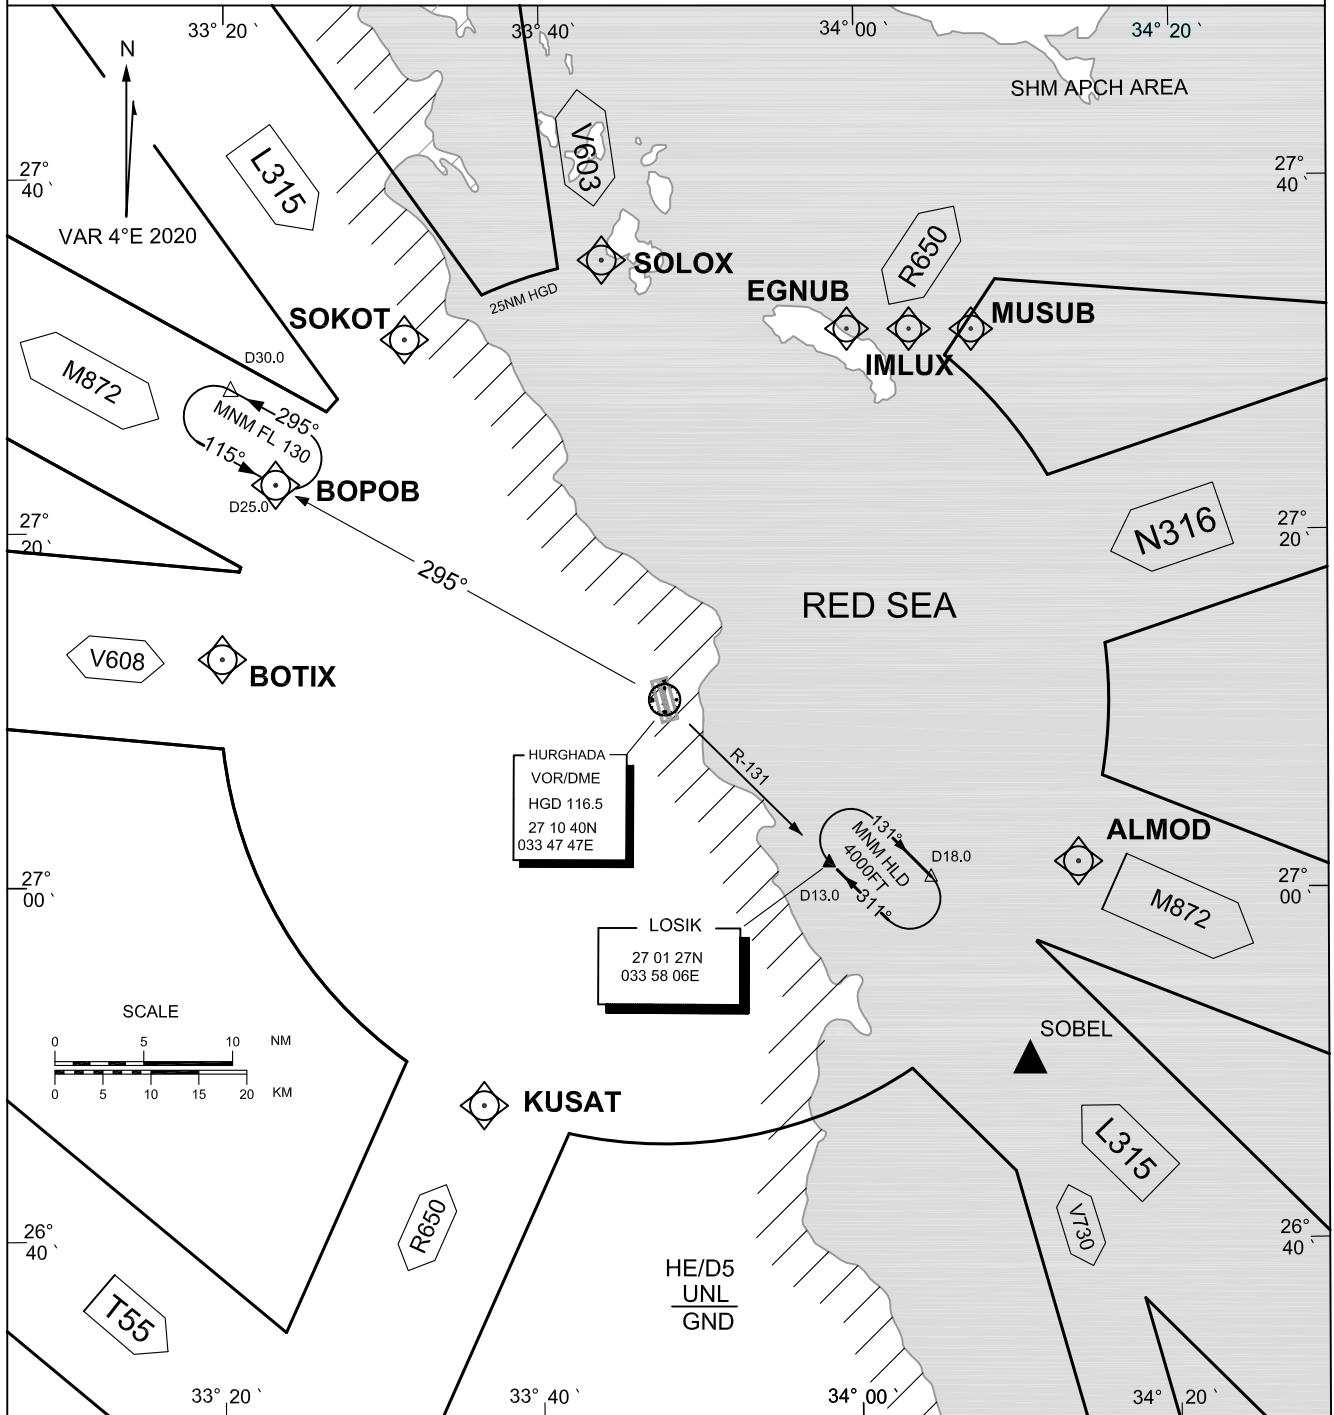 33° 20 `
33° 40 `
34° 00 `
34° 20 `
N
SHM APCH AREA
L315
V603
27°
40 `
27°
40 `
VAR 4°E 2020
R650
SOLOX
25NM HGD
EGNUB
MUSUB
SOKOT
IMLUX
D30.0
M872
295°
MNM FL 130
115°
BOPOB
D25.0
N316
27°
20 `
27°
20 `
295°
RED SEA
V608
BOTIX
HURGHADA
VOR/DME
HGD 116.5
27 10 40N
033 47 47E
R-131
131°
MNM HLD
4000FT
311°
D18.0
D13.0
ALMOD
M872
27°
00 `
27°
00 `
LOSIK
27 01 27N
033 58 06E
SCALE
0 5 10 NM
0 5 10 15 20 KM
SOBEL
KUSAT
L315
R650
V730
26°
40 `
26°
40 `
HE/D5
UNL
GND
T55
33° 20 `
33° 40 `
34° 00 `
34° 20 `